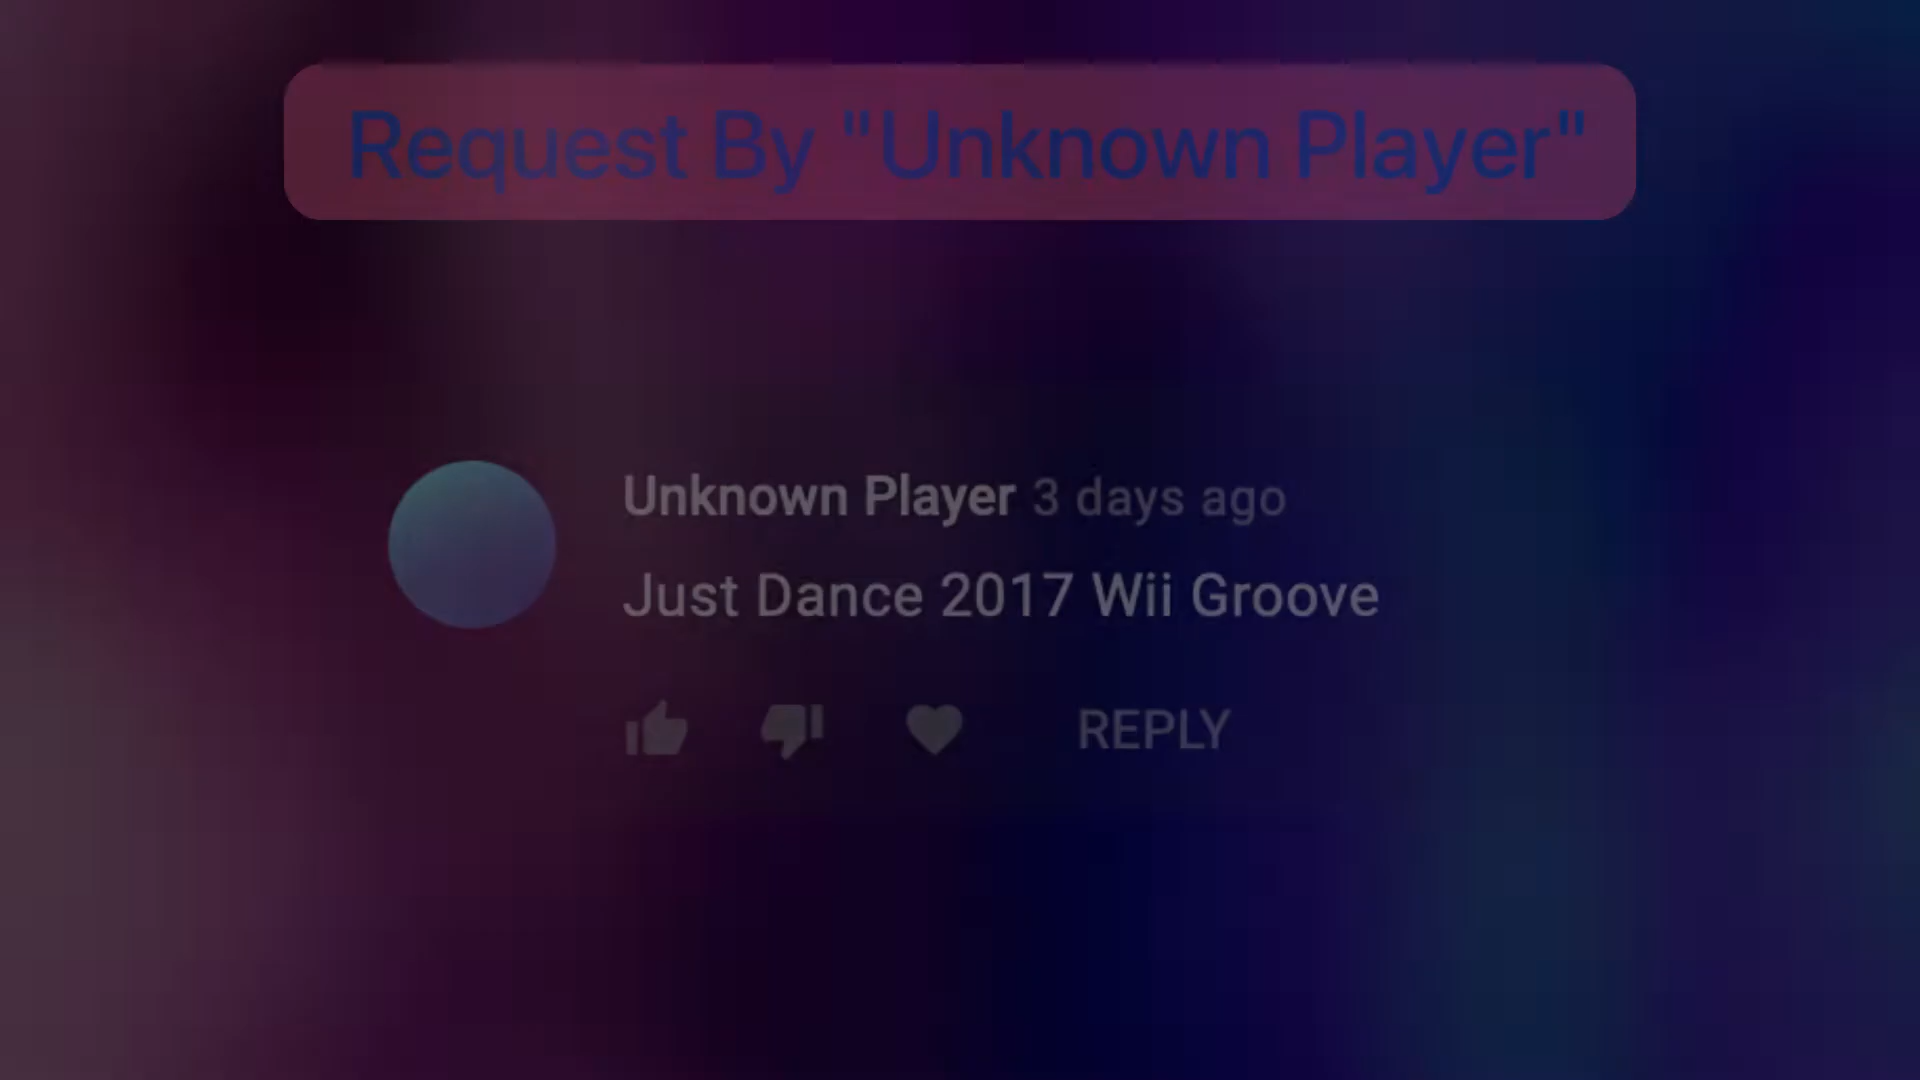 Request By "Unknown Player"
Unknown Player 3 days ago
Just Dance 2017 Wii Groove
REPLY